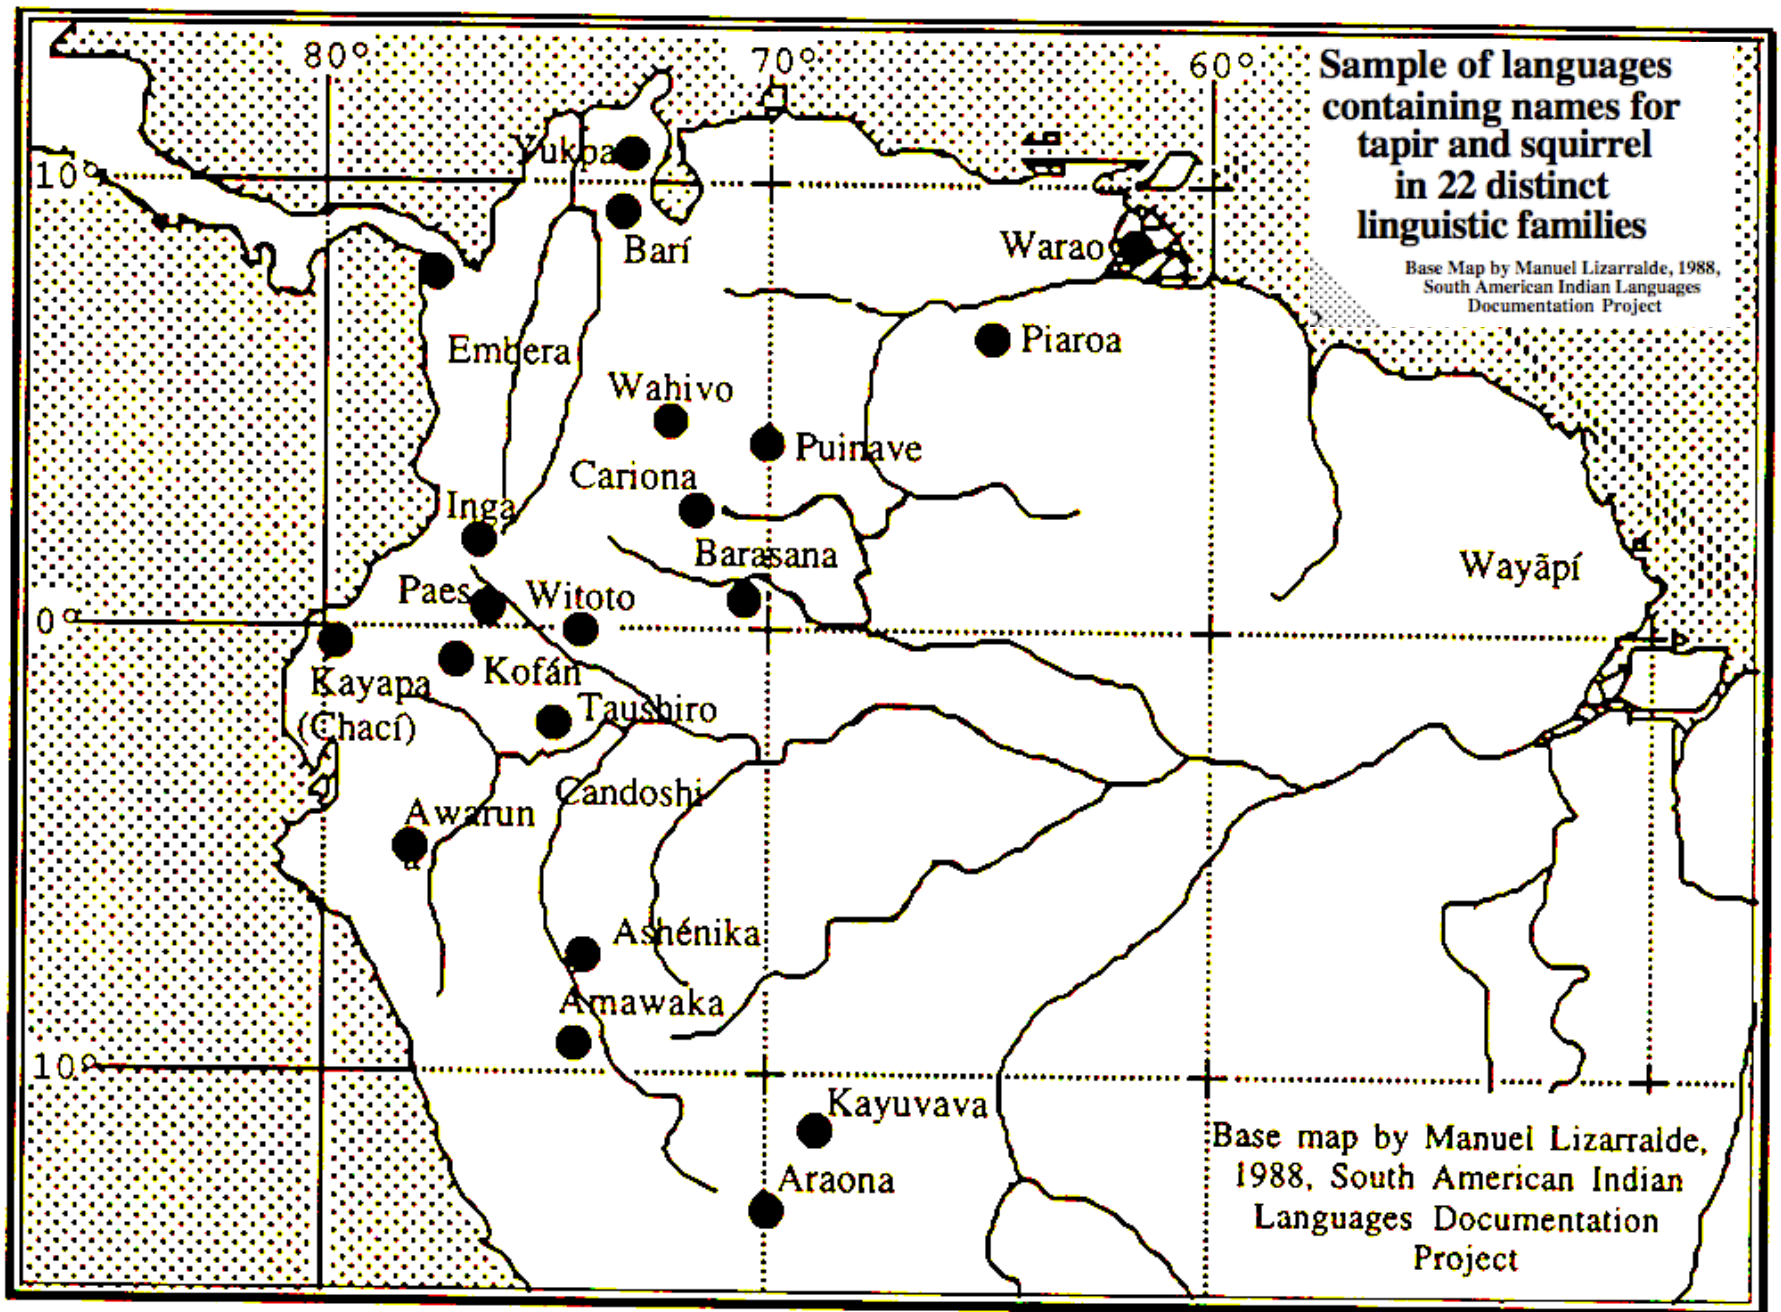 80°
70°
60°
Sample of languages
containing names for
tapir and squirrel
in 22 distinct
linguistic families
Base Map by Manuel Lizarralde, 1988,
South American Indian Languages
Documentation Project
Yukpa
10°
Barí
Warao
Embera
Piaroa
Wahivo
Puinave
Cariona
Inga
Barasana
Wayãpí
Paes
Witoto
0°
Kofán
Kayapa
(Chací)
Taushiro
Candoshi
Awarun
Ashénika
Amawaka
10°
Kayuvava
Araona
Base map by Manuel Lizarralde,
1988, South American Indian
Languages Documentation
Project